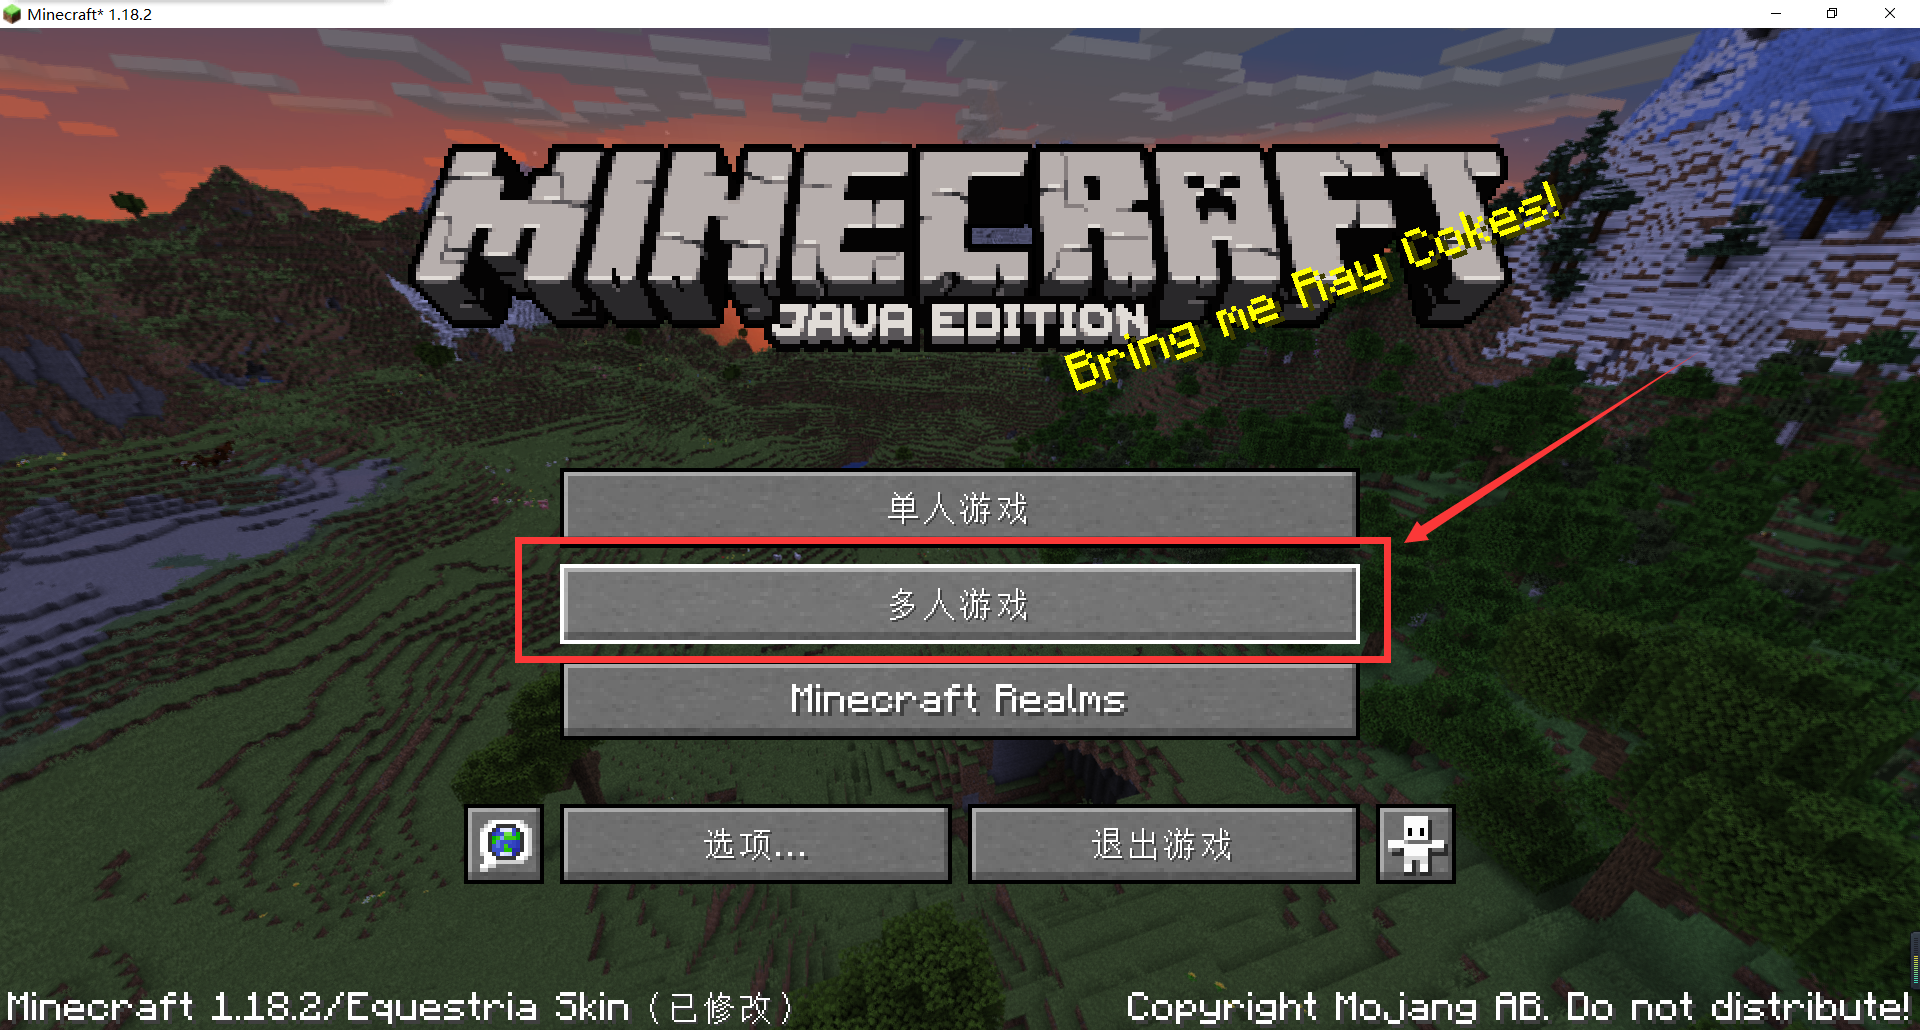 Minecraft* 1.18.2
MINECRAFT
JAVA EDITION
Bring me Ray Cokes!
单人游戏
多人游戏
Minecraft Realms
选项...
退出游戏
Minecraft 1.18.2/Equestria Skin（已修改）
Copyright Mojang AB. Do not distribute!